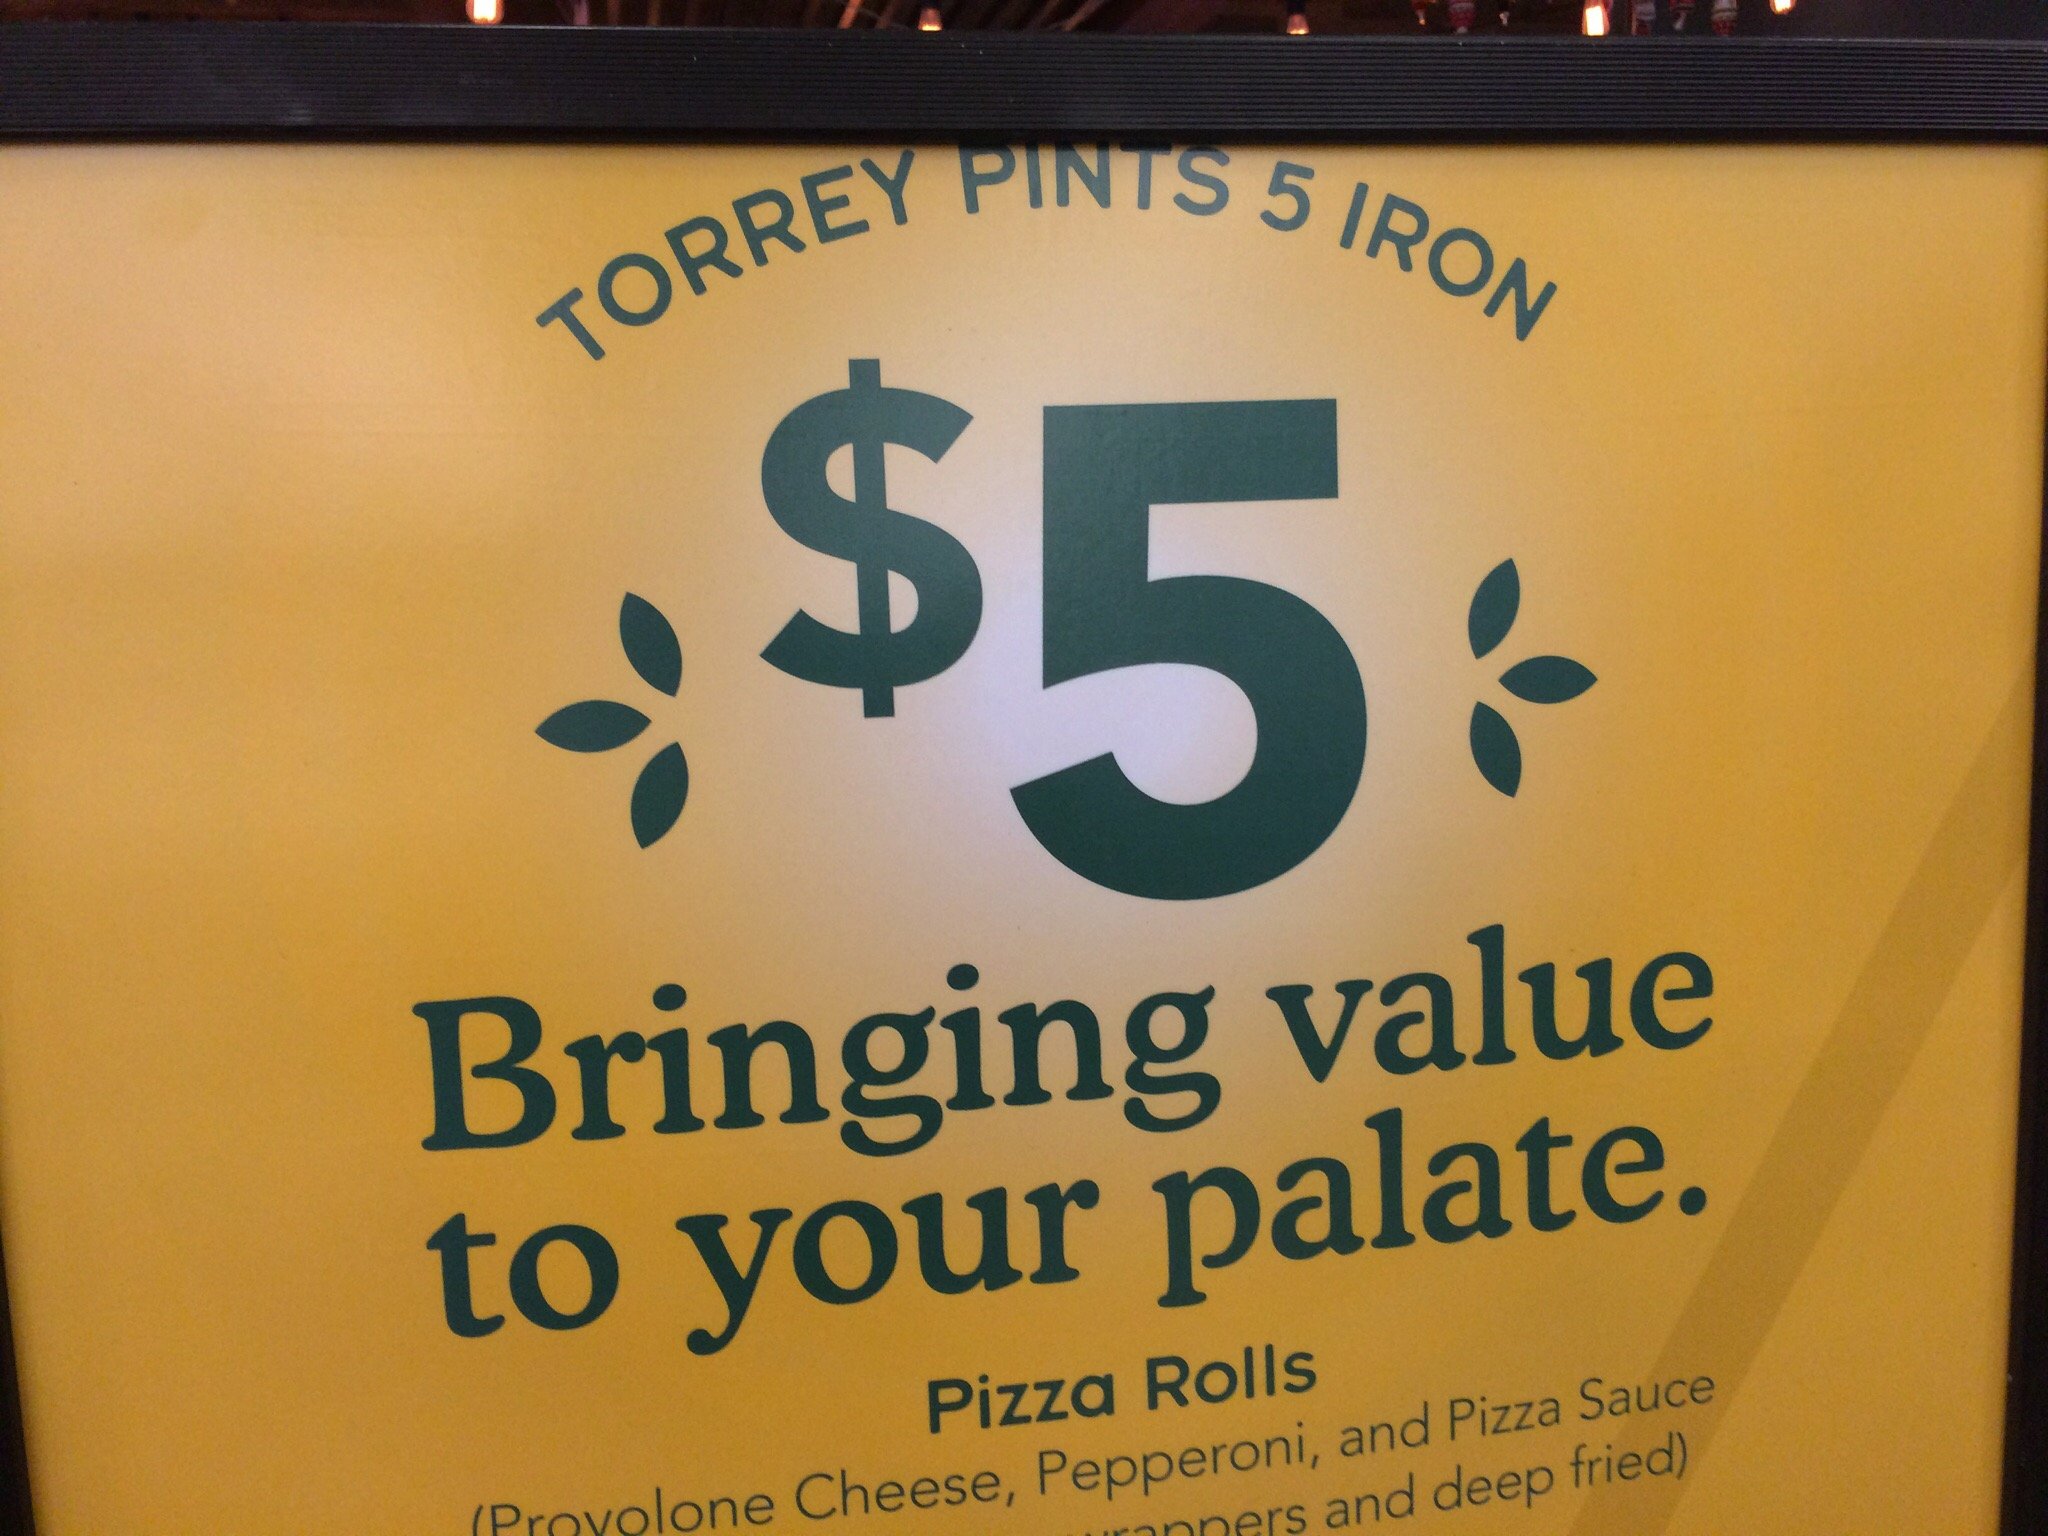 TORREY PINTS 5 IRON
$5
Bringing value
to your palate.
Pizza Rolls
(Provolone Cheese, Pepperoni, and Pizza Sauce
wrappers and deep fried)